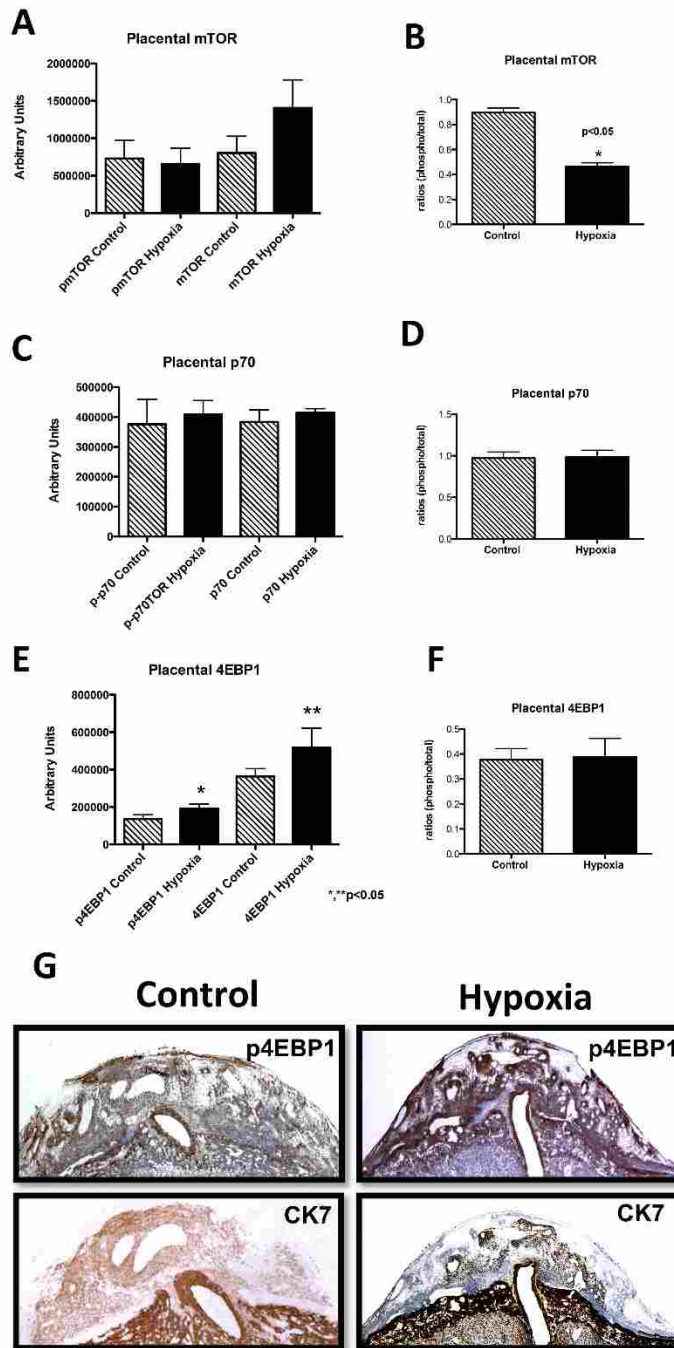 A
Placental mTOR
Arbitrary Units
2000000
1500000
1000000
500000
0
pmTOR Control
pmTOR Hypoxia
mTOR Control
mTOR Hypoxia
B
Placental mTOR
ratios (phospho/total)
1.0
0.8
0.6
0.4
0.2
0.0
p<0.05
*
Control
Hypoxia
C
Placental p70
Arbitrary Units
500000
400000
300000
200000
100000
0
p-p70 Control
p-p70TOR Hypoxia
p70 Control
p70 Hypoxia
D
Placental p70
ratios (phospho/total)
1.5
1.0
0.5
0.0
Control
Hypoxia
E
Placental 4EBP1
Arbitrary Units
800000
600000
400000
200000
0
*
**
p4EBP1 Control
p4EBP1 Hypoxia
4EBP1 Control
4EBP1 Hypoxia
*,**p<0.05
F
Placental 4EBP1
ratios (phospho/total)
0.5
0.4
0.3
0.2
0.1
0.0
Control
Hypoxia
G
Control
Hypoxia
p4EBP1
p4EBP1
CK7
CK7